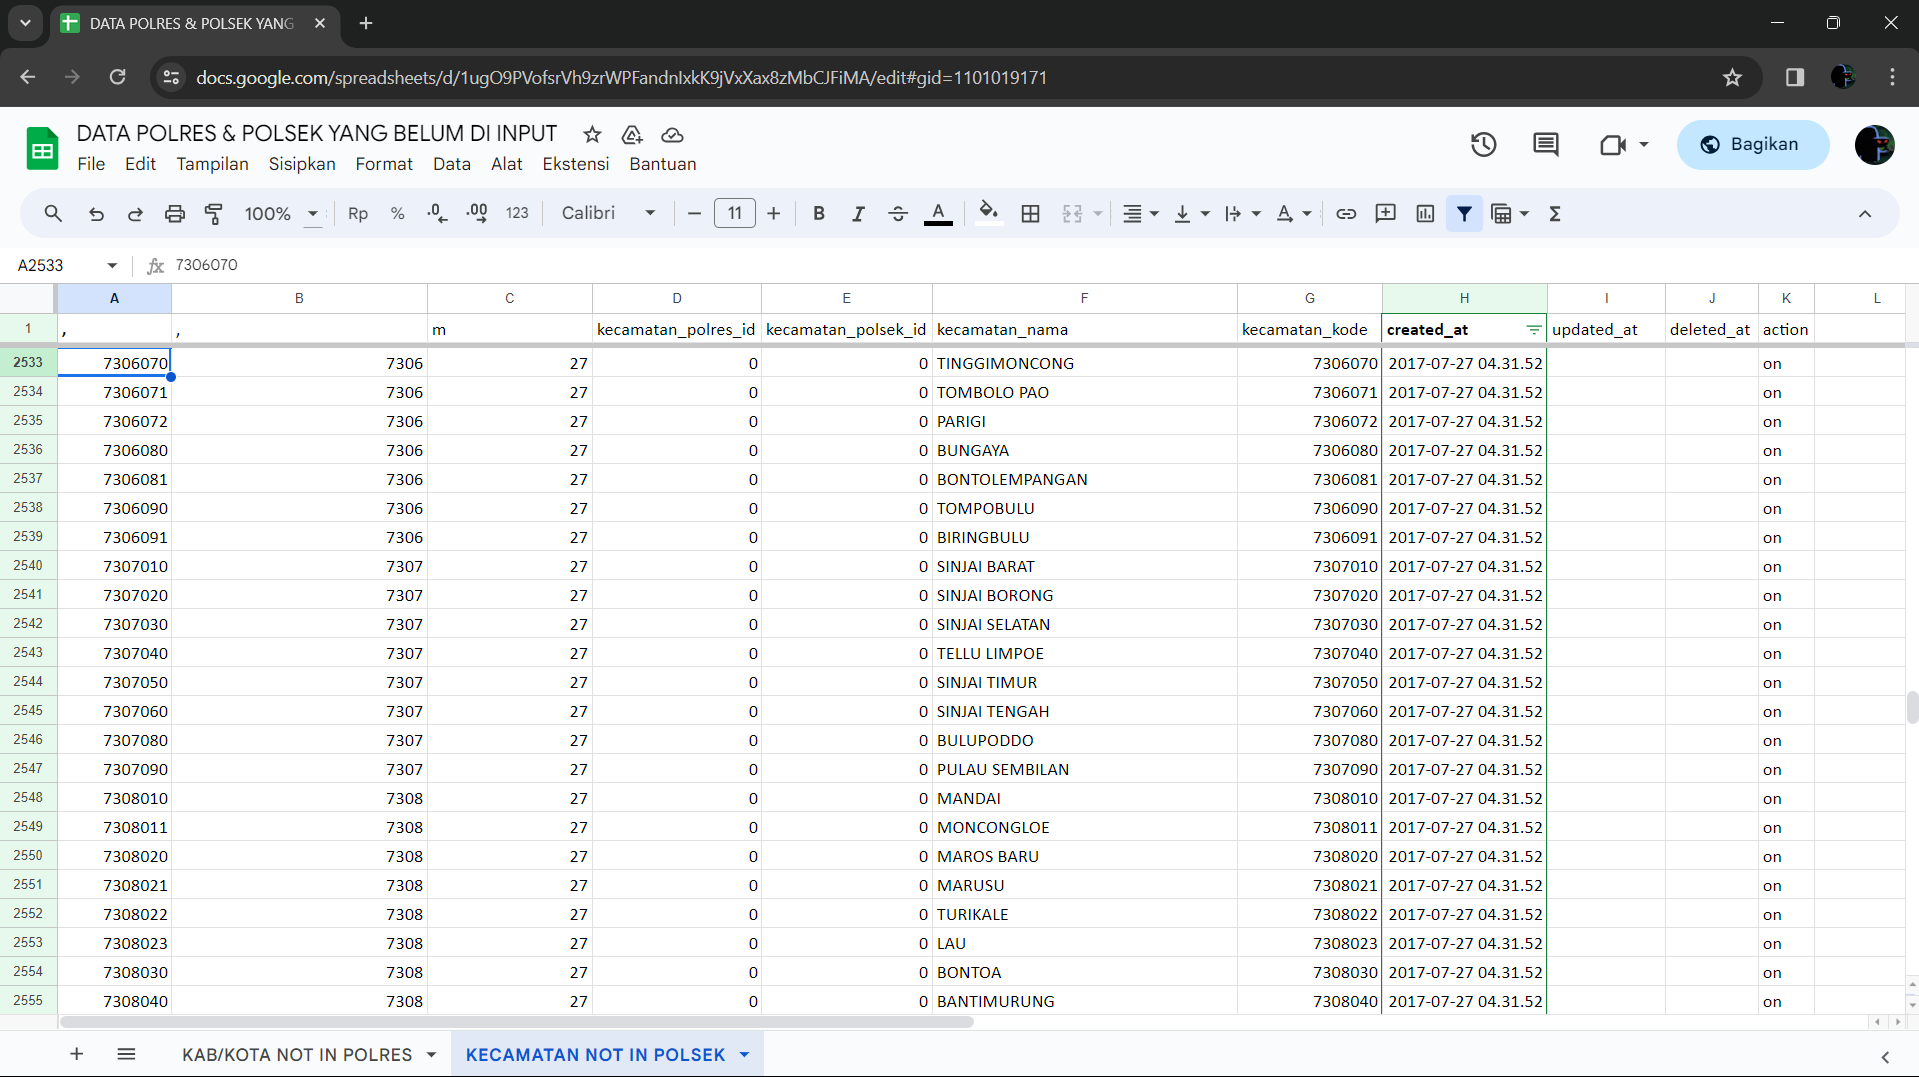 DATA POLRES & POLSEK YANG
docs.google.com/spreadsheets/d/1ugO9PVofsrVh9zrWPFandnIxkK9jVxXax8zMbCJFiMA/edit#gid=1101019171
DATA POLRES & POLSEK YANG BELUM DI INPUT
File Edit Tampilan Sisipkan Format Data Alat Ekstensi Bantuan
Bagikan
100% Rp % .0 .00 123 Calibri 11 B I S A
A2533 fx 7306070
A B C D E F G H I J K L
1 , , m kecamatan_polres_id kecamatan_polsek_id kecamatan_nama kecamatan_kode created_at updated_at deleted_at action
2533 7306070 7306 27 0 0 TINGGIMONCONG 7306070 2017-07-27 04.31.52 on
2534 7306071 7306 27 0 0 TOMBOLO PAO 7306071 2017-07-27 04.31.52 on
2535 7306072 7306 27 0 0 PARIGI 7306072 2017-07-27 04.31.52 on
2536 7306080 7306 27 0 0 BUNGAYA 7306080 2017-07-27 04.31.52 on
2537 7306081 7306 27 0 0 BONTOLEMPANGAN 7306081 2017-07-27 04.31.52 on
2538 7306090 7306 27 0 0 TOMPOBULU 7306090 2017-07-27 04.31.52 on
2539 7306091 7306 27 0 0 BIRINGBULU 7306091 2017-07-27 04.31.52 on
2540 7307010 7307 27 0 0 SINJAI BARAT 7307010 2017-07-27 04.31.52 on
2541 7307020 7307 27 0 0 SINJAI BORONG 7307020 2017-07-27 04.31.52 on
2542 7307030 7307 27 0 0 SINJAI SELATAN 7307030 2017-07-27 04.31.52 on
2543 7307040 7307 27 0 0 TELLU LIMPOE 7307040 2017-07-27 04.31.52 on
2544 7307050 7307 27 0 0 SINJAI TIMUR 7307050 2017-07-27 04.31.52 on
2545 7307060 7307 27 0 0 SINJAI TENGAH 7307060 2017-07-27 04.31.52 on
2546 7307080 7307 27 0 0 BULUPODDO 7307080 2017-07-27 04.31.52 on
2547 7307090 7307 27 0 0 PULAU SEMBILAN 7307090 2017-07-27 04.31.52 on
2548 7308010 7308 27 0 0 MANDAI 7308010 2017-07-27 04.31.52 on
2549 7308011 7308 27 0 0 MONCONGLOE 7308011 2017-07-27 04.31.52 on
2550 7308020 7308 27 0 0 MAROS BARU 7308020 2017-07-27 04.31.52 on
2551 7308021 7308 27 0 0 MARUSU 7308021 2017-07-27 04.31.52 on
2552 7308022 7308 27 0 0 TURIKALE 7308022 2017-07-27 04.31.52 on
2553 7308023 7308 27 0 0 LAU 7308023 2017-07-27 04.31.52 on
2554 7308030 7308 27 0 0 BONTOA 7308030 2017-07-27 04.31.52 on
2555 7308040 7308 27 0 0 BANTIMURUNG 7308040 2017-07-27 04.31.52 on
KAB/KOTA NOT IN POLRES KECAMATAN NOT IN POLSEK